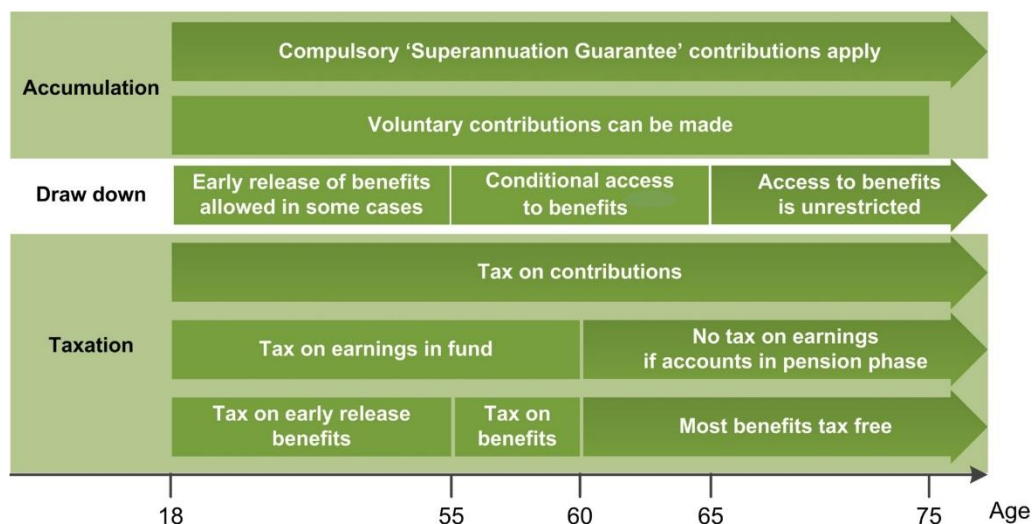 Accumulation
Compulsory ‘Superannuation Guarantee’ contributions apply
Voluntary contributions can be made
Draw down
Early release of benefits
allowed in some cases
Conditional access
to benefits
Access to benefits
is unrestricted
Taxation
Tax on contributions
Tax on earnings in fund
No tax on earnings
if accounts in pension phase
Tax on early release
benefits
Tax on
benefits
Most benefits tax free
18 55 60 65 75 Age